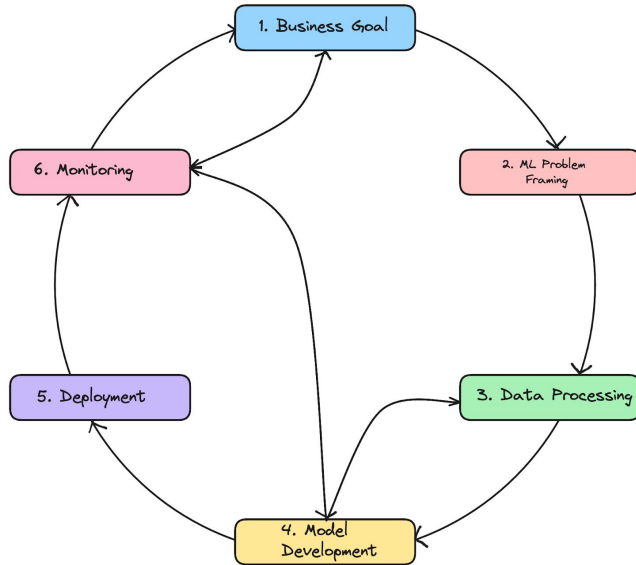 1. Business Goal
2. ML Problem
Framing
3. Data Processing
4. Model
Development
5. Deployment
6. Monitoring